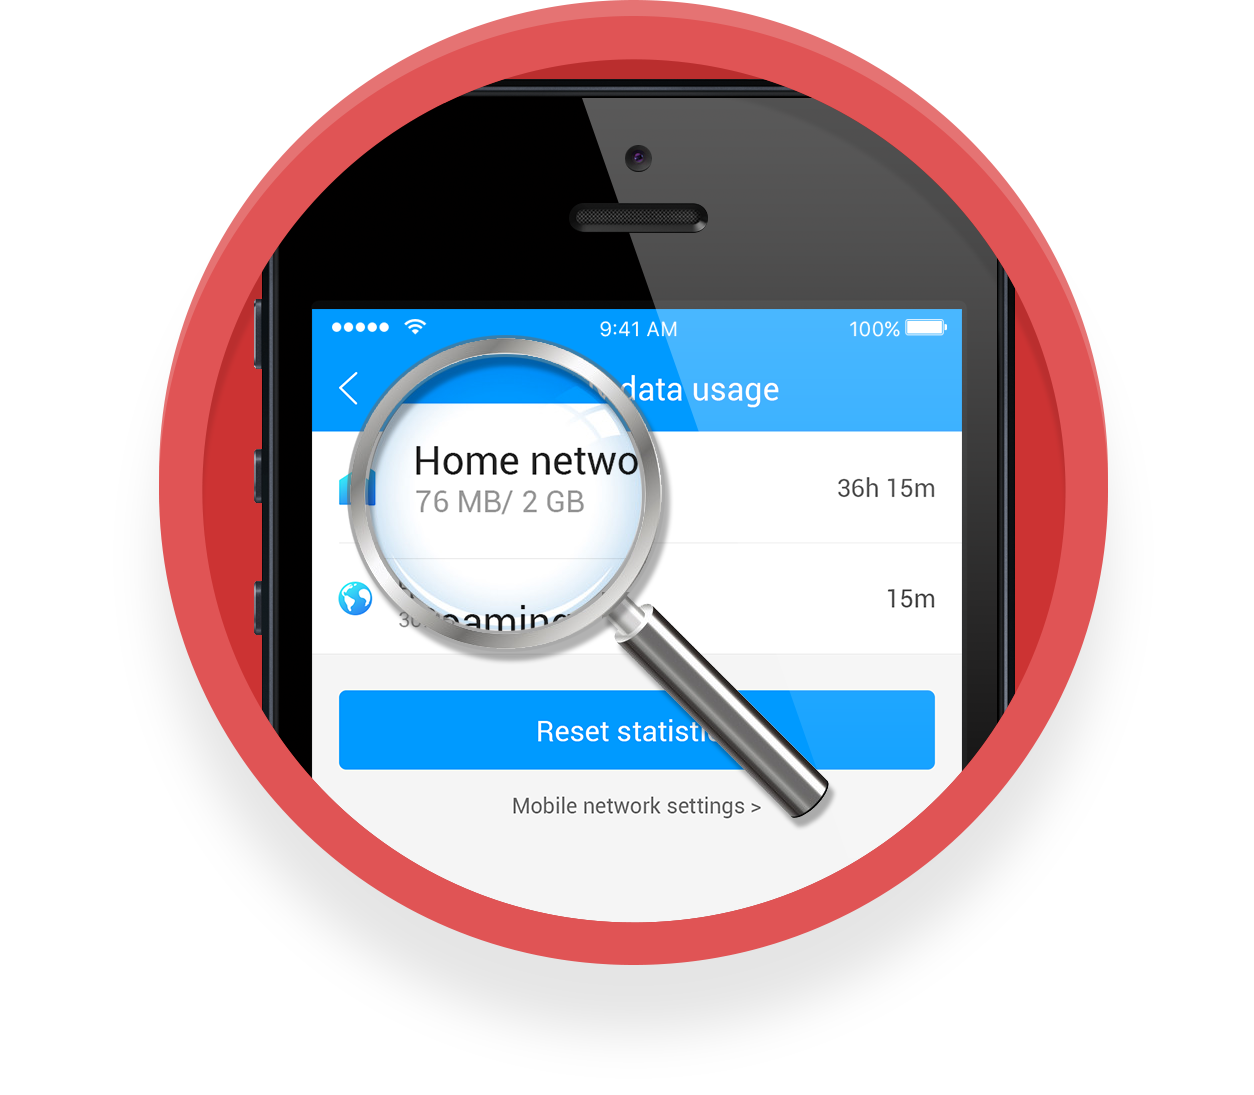 9:41 AM
100%
data usage
Home netwo
76 MB/ 2 GB
36h 15m
oaming
15m
Reset statisti
Mobile network settings >